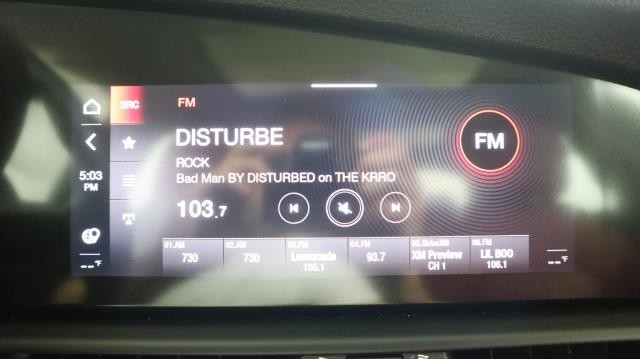 SRC
FM
DISTURBE
ROCK
Bad Man BY DISTURBED on THE KRRO
103.7
FM
5:03
PM
01.AM
730
02.AM
730
03.FM
Lemonade
105.1
04.FM
93.7
05.SiriusXM
XM Preview
CH 1
06.FM
LIL BOO
106.1
-- °F
-- °F